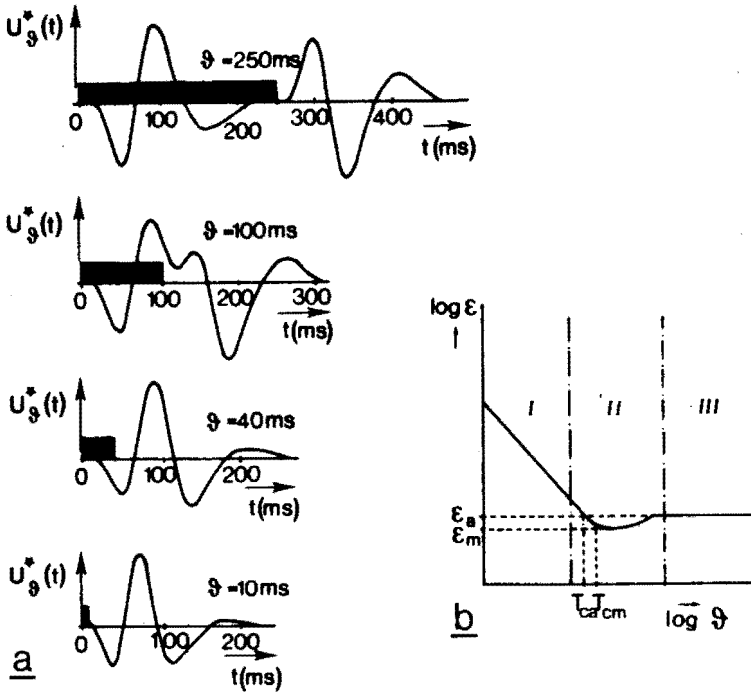 U*ϑ(t)
ϑ = 250ms
0 100 200 300 400
t(ms)
U*ϑ(t)
ϑ = 100ms
0 100 200 300
t(ms)
U*ϑ(t)
ϑ = 40ms
0 100 200
t(ms)
U*ϑ(t)
ϑ = 10ms
0 100 200
t(ms)
a
log ε
I II III
εa
εm
Tca Tcm
log ϑ
b